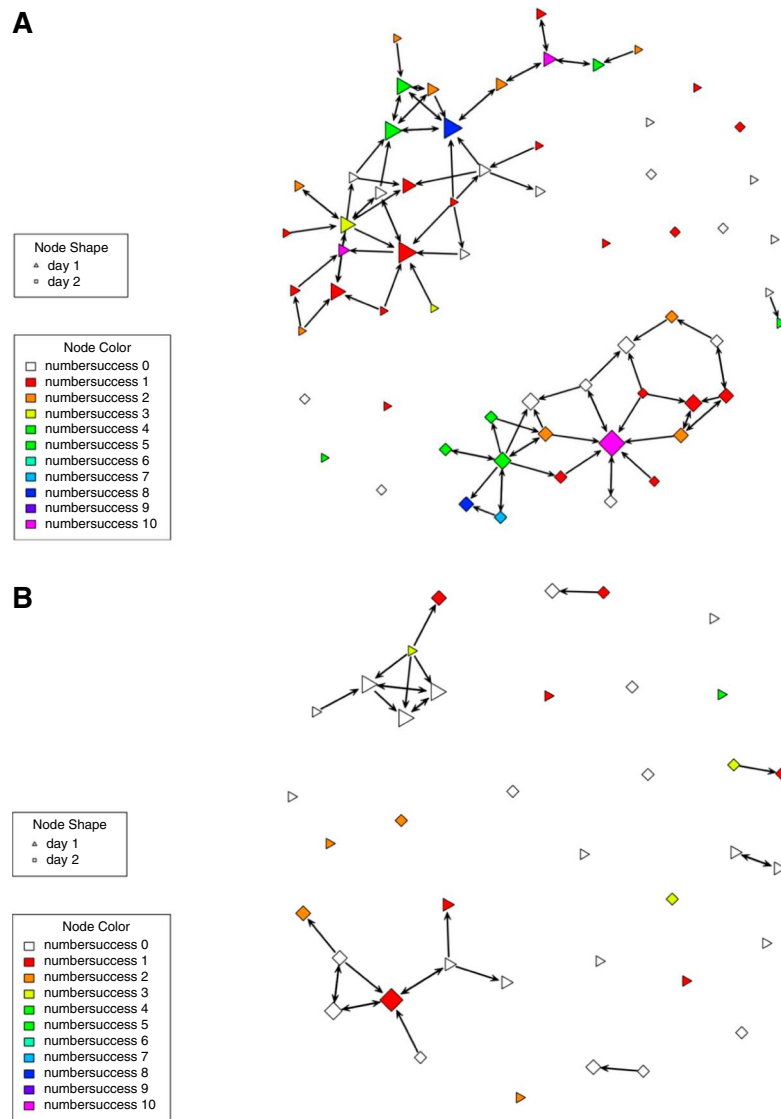 A
Node Shape
day 1
day 2
Node Color
numbersuccess 0
numbersuccess 1
numbersuccess 2
numbersuccess 3
numbersuccess 4
numbersuccess 5
numbersuccess 6
numbersuccess 7
numbersuccess 8
numbersuccess 9
numbersuccess 10
B
Node Shape
day 1
day 2
Node Color
numbersuccess 0
numbersuccess 1
numbersuccess 2
numbersuccess 3
numbersuccess 4
numbersuccess 5
numbersuccess 6
numbersuccess 7
numbersuccess 8
numbersuccess 9
numbersuccess 10